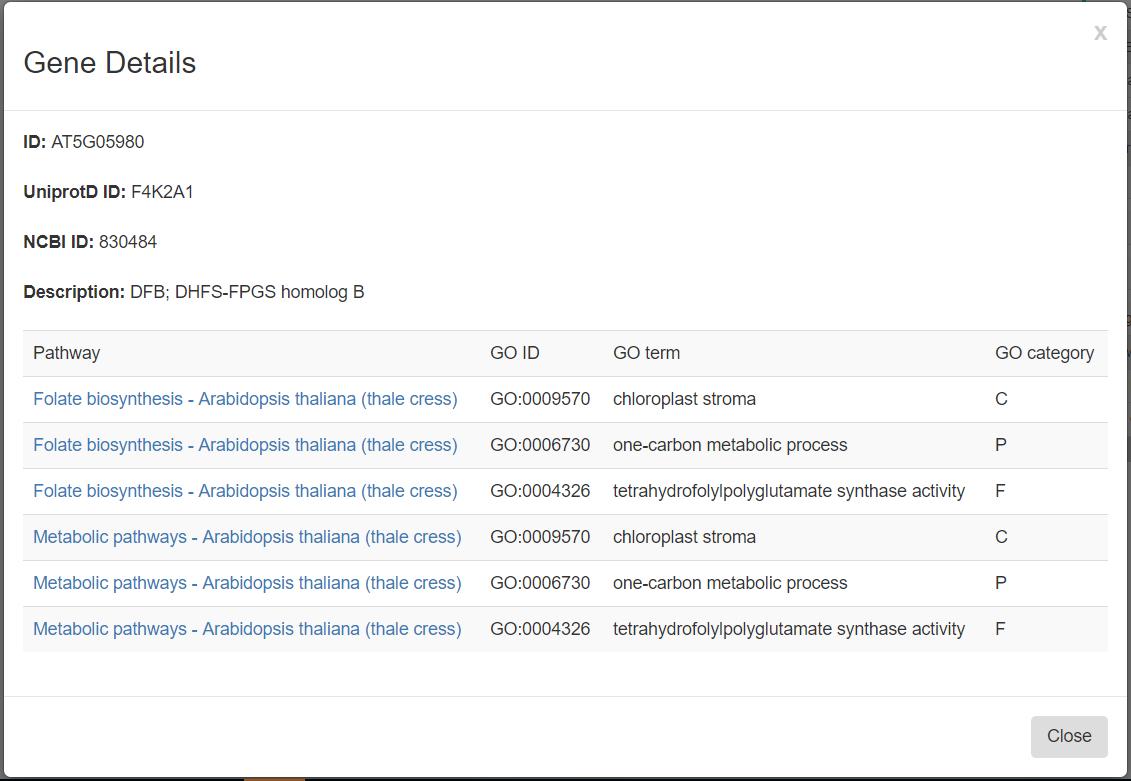 x
Gene Details
ID: AT5G05980
UniprotD ID: F4K2A1
NCBI ID: 830484
Description: DFB; DHFS-FPGS homolog B
Pathway GO ID GO term GO category
Folate biosynthesis - Arabidopsis thaliana (thale cress) GO:0009570 chloroplast stroma C
Folate biosynthesis - Arabidopsis thaliana (thale cress) GO:0006730 one-carbon metabolic process P
Folate biosynthesis - Arabidopsis thaliana (thale cress) GO:0004326 tetrahydrofolylpolyglutamate synthase activity F
Metabolic pathways - Arabidopsis thaliana (thale cress) GO:0009570 chloroplast stroma C
Metabolic pathways - Arabidopsis thaliana (thale cress) GO:0006730 one-carbon metabolic process P
Metabolic pathways - Arabidopsis thaliana (thale cress) GO:0004326 tetrahydrofolylpolyglutamate synthase activity F
Close